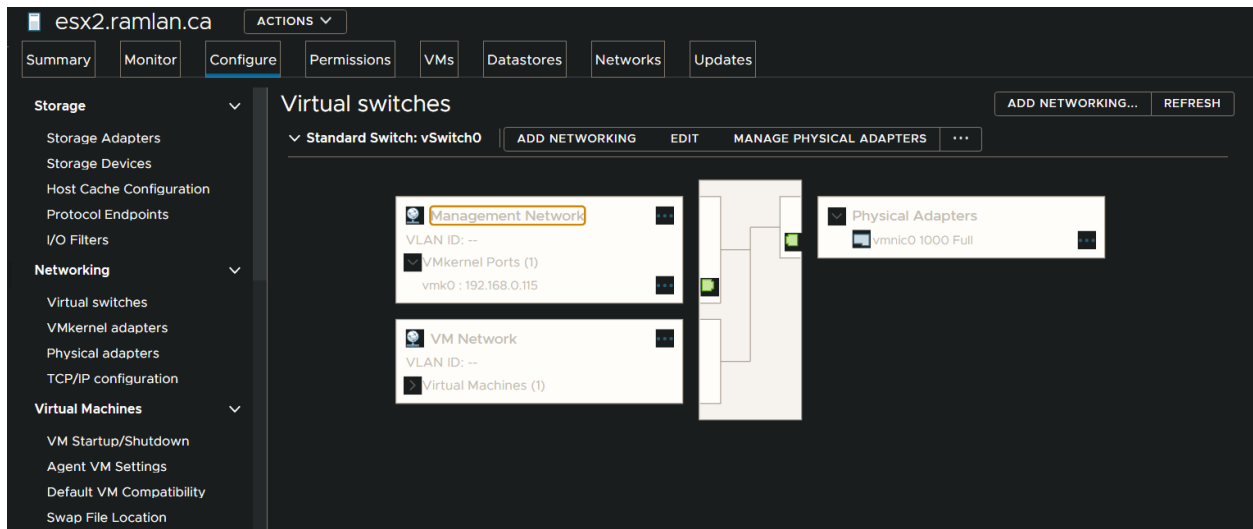 esx2.ramlan.ca ACTIONS
Summary Monitor Configure Permissions VMs Datastores Networks Updates
Storage
Storage Adapters
Storage Devices
Host Cache Configuration
Protocol Endpoints
I/O Filters
Networking
Virtual switches
VMkernel adapters
Physical adapters
TCP/IP configuration
Virtual Machines
VM Startup/Shutdown
Agent VM Settings
Default VM Compatibility
Swap File Location
Virtual switches
ADD NETWORKING... REFRESH
Standard Switch: vSwitch0 ADD NETWORKING EDIT MANAGE PHYSICAL ADAPTERS ...
Management Network ...
VLAN ID: --
VMkernel Ports (1)
vmk0 : 192.168.0.115 ...
VM Network ...
VLAN ID: --
Virtual Machines (1)
Physical Adapters
vmnic0 1000 Full ...